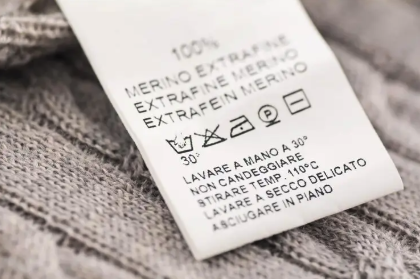 100%
MERINO EXTRAFINE
EXTRAFINE MERINO
EXTRAFEIN MERINO
30°
LAVARE A MANO A 30°
NON CANDEGGIARE
STIRARE TEMP. 110°C
LAVARE A SECCO DELICATO
ASCIUGARE IN PIANO